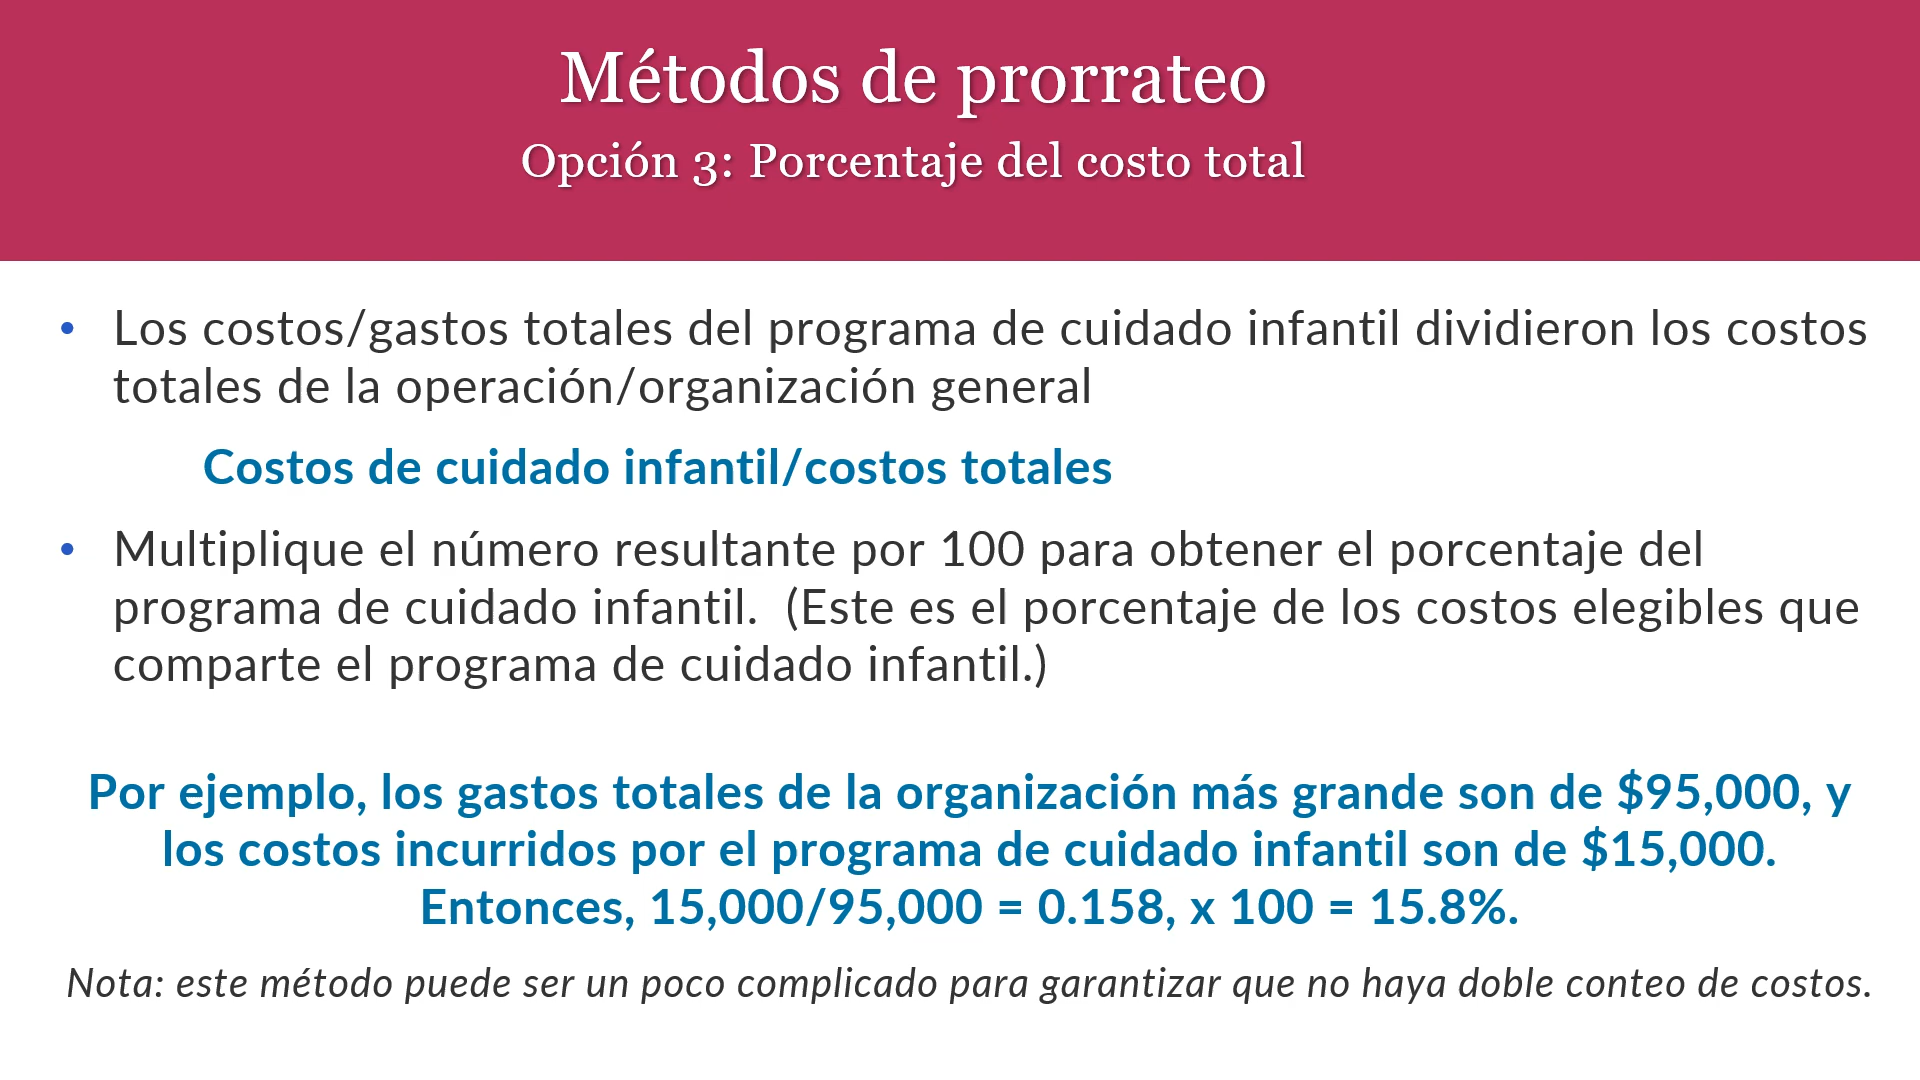 Métodos de prorrateo
Opción 3: Porcentaje del costo total
• Los costos/gastos totales del programa de cuidado infantil dividieron los costos
totales de la operación/organización general
Costos de cuidado infantil/costos totales
• Multiplique el número resultante por 100 para obtener el porcentaje del
programa de cuidado infantil.  (Este es el porcentaje de los costos elegibles que
comparte el programa de cuidado infantil.)
Por ejemplo, los gastos totales de la organización más grande son de $95,000, y
los costos incurridos por el programa de cuidado infantil son de $15,000.
Entonces, 15,000/95,000 = 0.158, x 100 = 15.8%.
Nota: este método puede ser un poco complicado para garantizar que no haya doble conteo de costos.